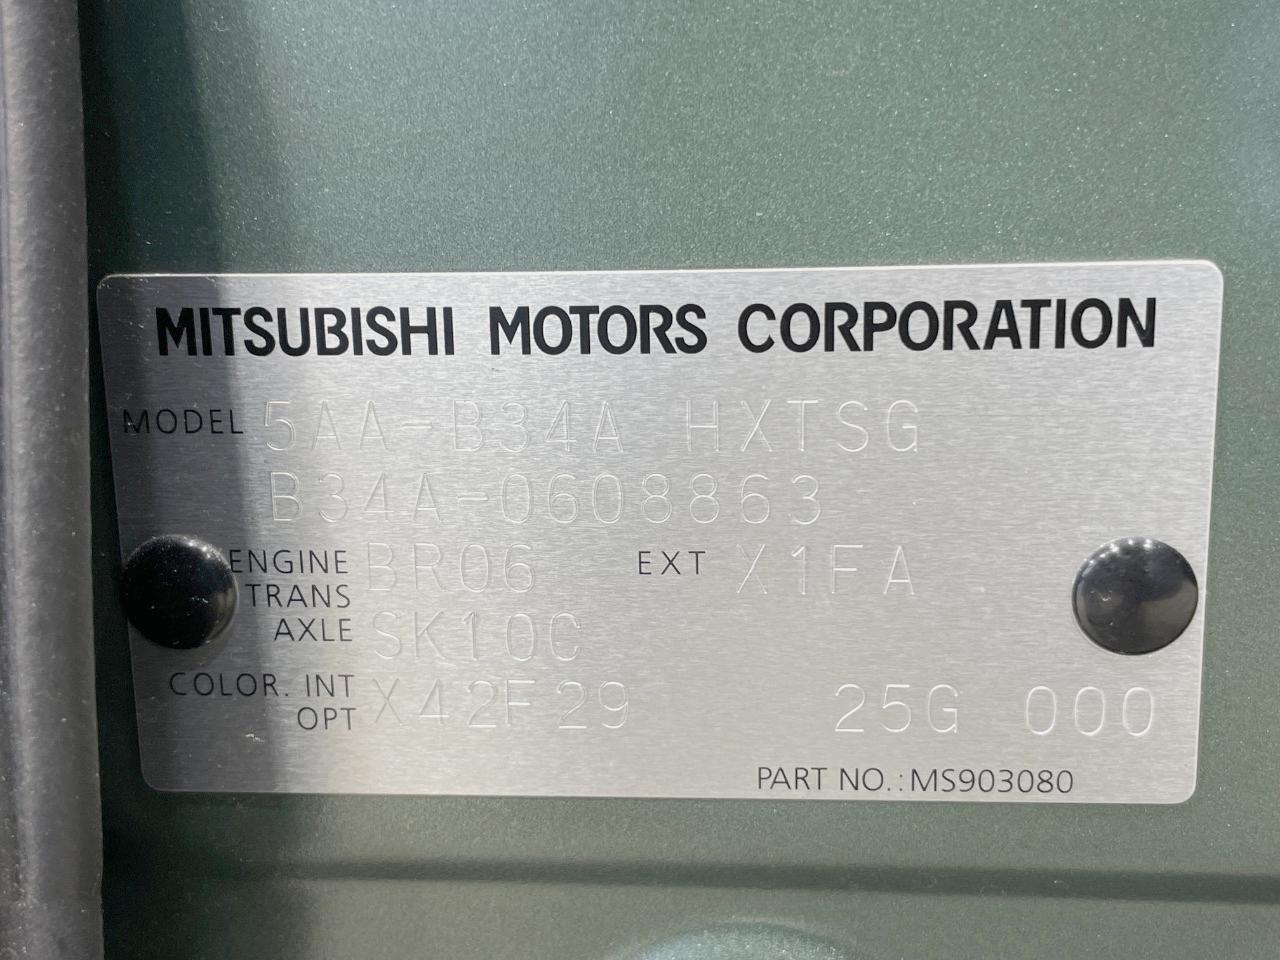 MITSUBISHI MOTORS CORPORATION
MODEL 5AA-B34A HXTSG
B34A-0608863
ENGINE BR06 EXT X1FA
TRANS
AXLE SK10C
COLOR. INT X42F29 25G 000
OPT
PART NO.:MS903080